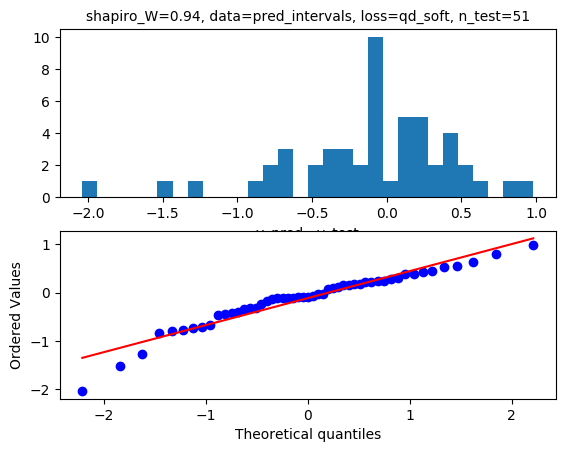 shapiro_W=0.94, data=pred_intervals, loss=qd_soft, n_test=51
10
8
6
4
2
0
−2.0 −1.5 −1.0 −0.5 0.0 0.5 1.0
1
0
−1
−2
Ordered Values
−2 −1 0 1 2
Theoretical quantiles